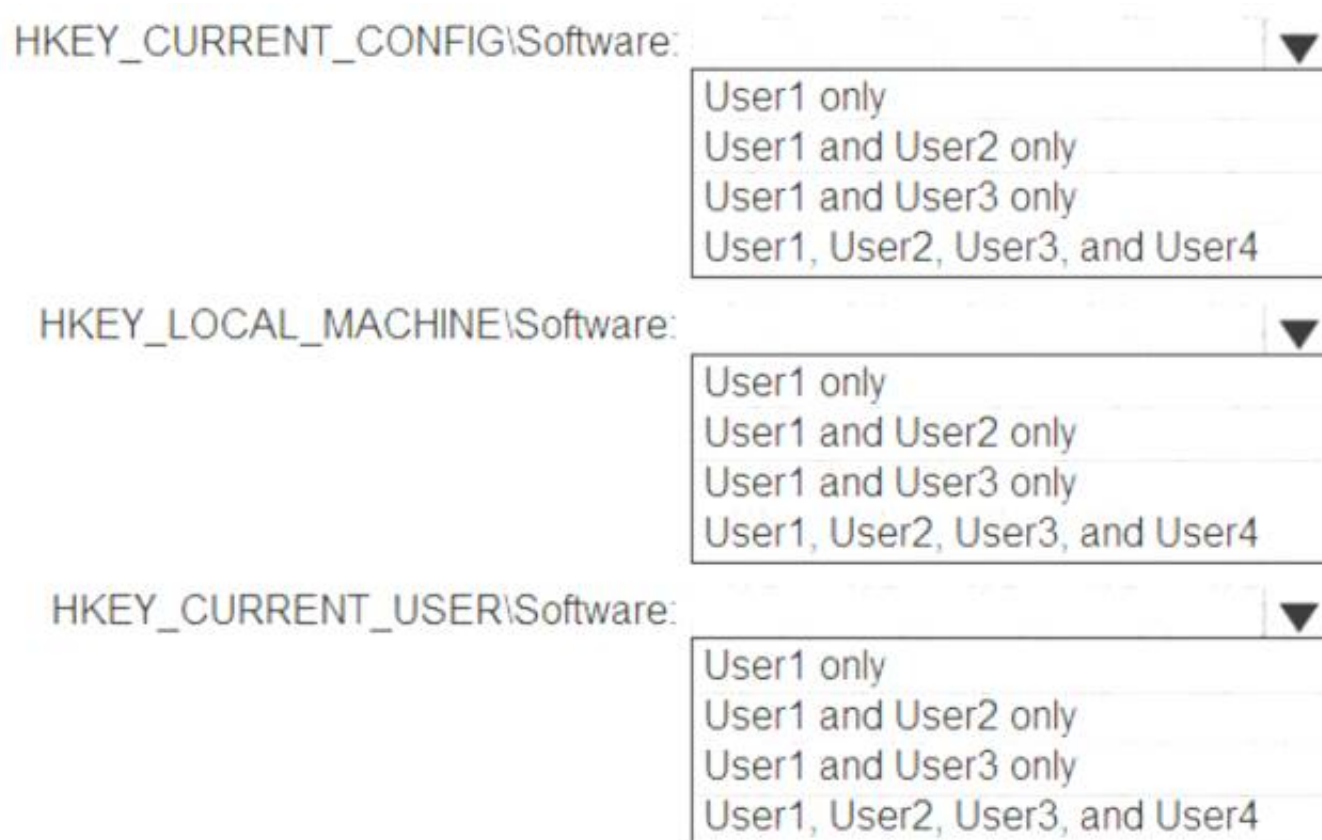 HKEY_CURRENT_CONFIG\Software:
User1 only
User1 and User2 only
User1 and User3 only
User1, User2, User3, and User4
HKEY_LOCAL_MACHINE\Software:
User1 only
User1 and User2 only
User1 and User3 only
User1, User2, User3, and User4
HKEY_CURRENT_USER\Software:
User1 only
User1 and User2 only
User1 and User3 only
User1, User2, User3, and User4